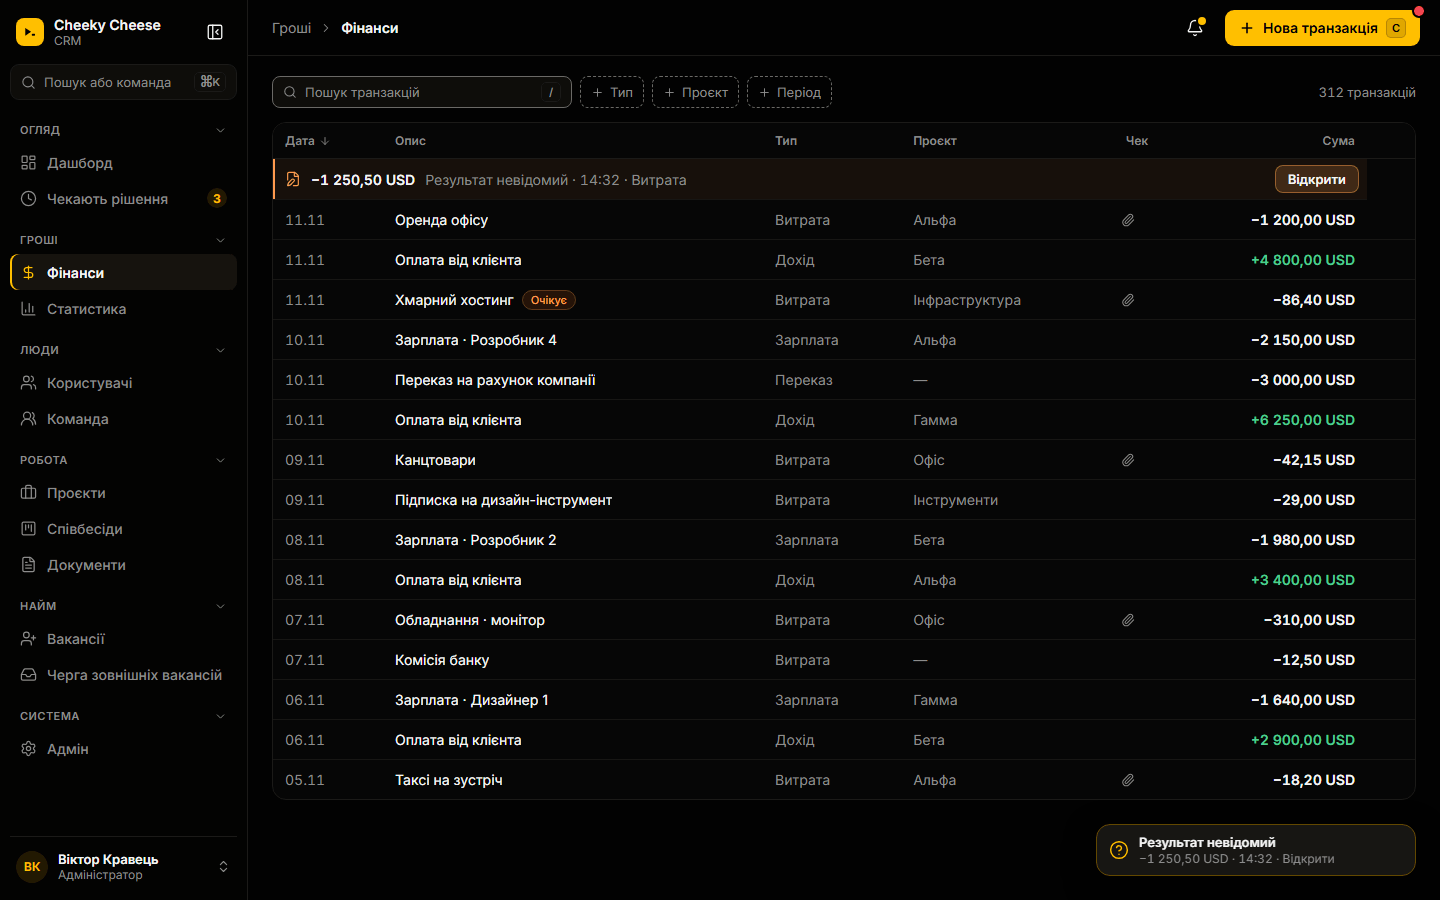 Cheeky Cheese
CRM
Пошук або команда ⌘K
ОГЛЯД
Дашборд
Чекають рішення 3
ГРОШІ
Фінанси
Статистика
ЛЮДИ
Користувачі
Команда
РОБОТА
Проєкти
Співбесіди
Документи
НАЙМ
Вакансії
Черга зовнішніх вакансій
СИСТЕМА
Адмін
ВК Віктор Кравець
Адміністратор
Гроші > Фінанси
+ Нова транзакція C
Пошук транзакцій /
+ Тип + Проєкт + Період
312 транзакцій
Дата ↓ Опис Тип Проєкт Чек Сума
−1 250,50 USD Результат невідомий · 14:32 · Витрата Відкрити
11.11 Оренда офісу Витрата Альфа −1 200,00 USD
11.11 Оплата від клієнта Дохід Бета +4 800,00 USD
11.11 Хмарний хостинг Очікує Витрата Інфраструктура −86,40 USD
10.11 Зарплата · Розробник 4 Зарплата Альфа −2 150,00 USD
10.11 Переказ на рахунок компанії Переказ — −3 000,00 USD
10.11 Оплата від клієнта Дохід Гамма +6 250,00 USD
09.11 Канцтовари Витрата Офіс −42,15 USD
09.11 Підписка на дизайн-інструмент Витрата Інструменти −29,00 USD
08.11 Зарплата · Розробник 2 Зарплата Бета −1 980,00 USD
08.11 Оплата від клієнта Дохід Альфа +3 400,00 USD
07.11 Обладнання · монітор Витрата Офіс −310,00 USD
07.11 Комісія банку Витрата — −12,50 USD
06.11 Зарплата · Дизайнер 1 Зарплата Гамма −1 640,00 USD
06.11 Оплата від клієнта Дохід Бета +2 900,00 USD
05.11 Таксі на зустріч Витрата Альфа −18,20 USD
Результат невідомий
−1 250,50 USD · 14:32 · Відкрити